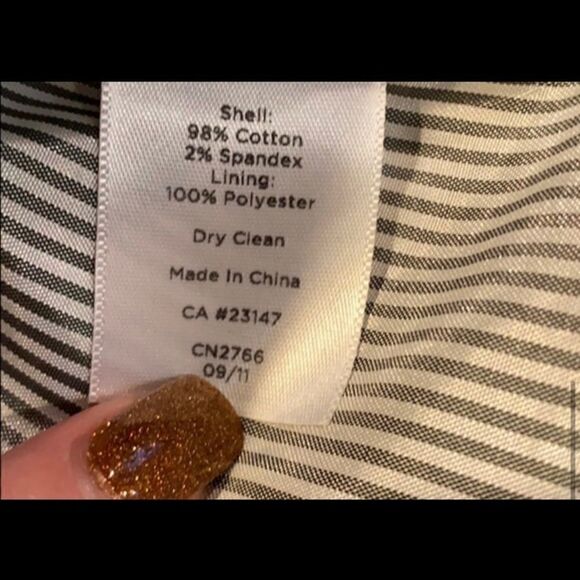 Shell:
98% Cotton
2% Spandex
Lining:
100% Polyester
Dry Clean
Made In China
CA #23147
CN2766
09/11